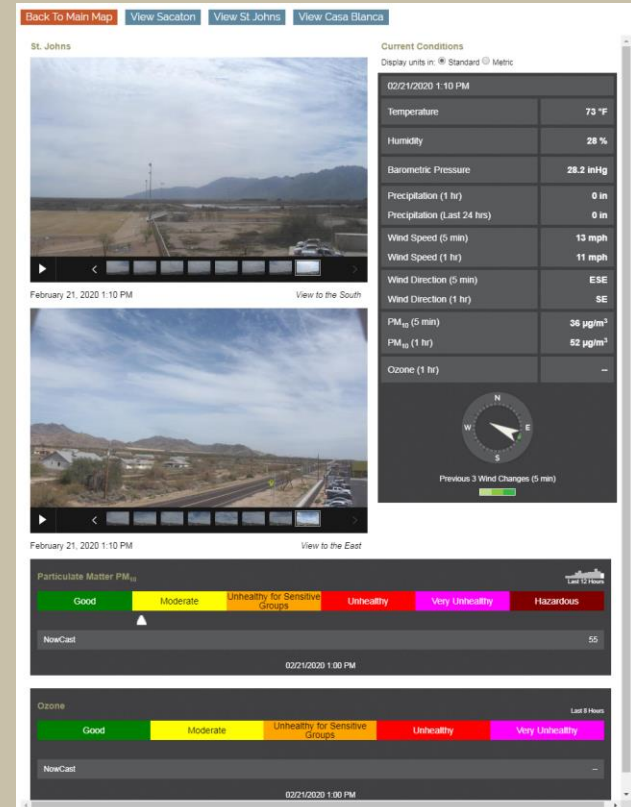 Back To Main Map View Sacaton View St Johns View Casa Blanca
St. Johns
February 21, 2020 1:10 PM View to the South
February 21, 2020 1:10 PM View to the East
Current Conditions
Display units in: Standard Metric
02/21/2020 1:10 PM
Temperature 73 °F
Humidity 28 %
Barometric Pressure 28.2 inHg
Precipitation (1 hr) 0 in
Precipitation (Last 24 hrs) 0 in
Wind Speed (5 min) 13 mph
Wind Speed (1 hr) 11 mph
Wind Direction (5 min) ESE
Wind Direction (1 hr) SE
PM₁₀ (5 min) 36 µg/m³
PM₁₀ (1 hr) 52 µg/m³
Ozone (1 hr) –
N
W E
S
Previous 3 Wind Changes (5 min)
Particulate Matter PM₁₀ Last 12 Hours
Good Moderate Unhealthy for Sensitive Groups Unhealthy Very Unhealthy Hazardous
NowCast 55
02/21/2020 1:00 PM
Ozone Last 8 Hours
Good Moderate Unhealthy for Sensitive Groups Unhealthy Very Unhealthy
NowCast –
02/21/2020 1:00 PM